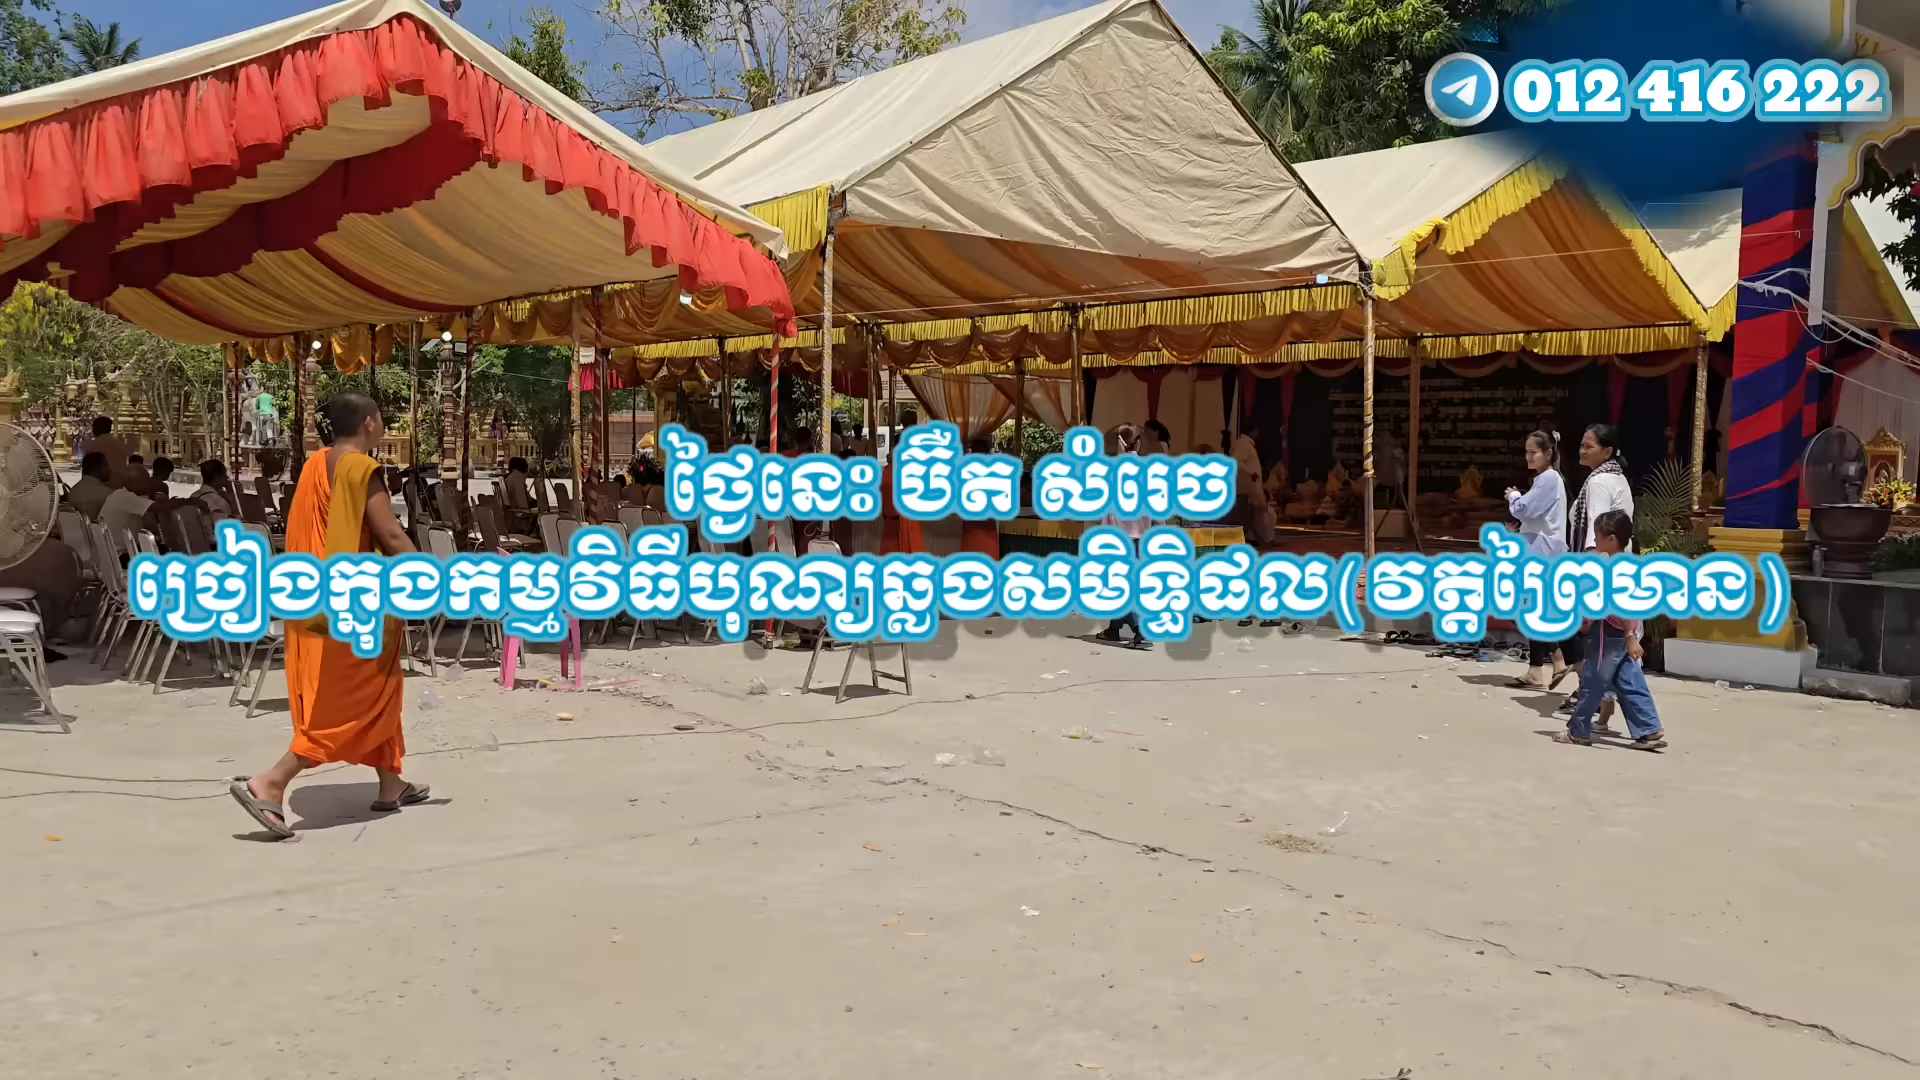 012 416 222
ថ្ងៃនេះ ប៊ឺត សំរេច
ច្រៀងក្នុងកម្មវិធីបុណ្យឆ្លងសមិទ្ធិផល(វត្តព្រៃមាន)